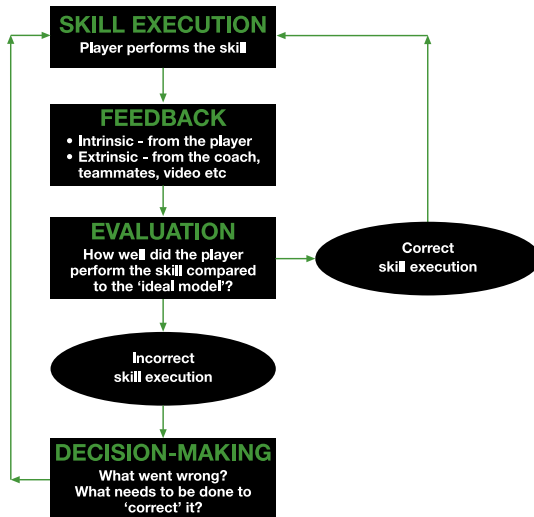 SKILL EXECUTION
Player performs the skill
FEEDBACK
• Intrinsic - from the player
• Extrinsic - from the coach,
teammates, video etc
EVALUATION
How well did the player
perform the skill compared
to the ‘ideal model’?
Correct
skill execution
Incorrect
skill execution
DECISION-MAKING
What went wrong?
What needs to be done to
‘correct’ it?